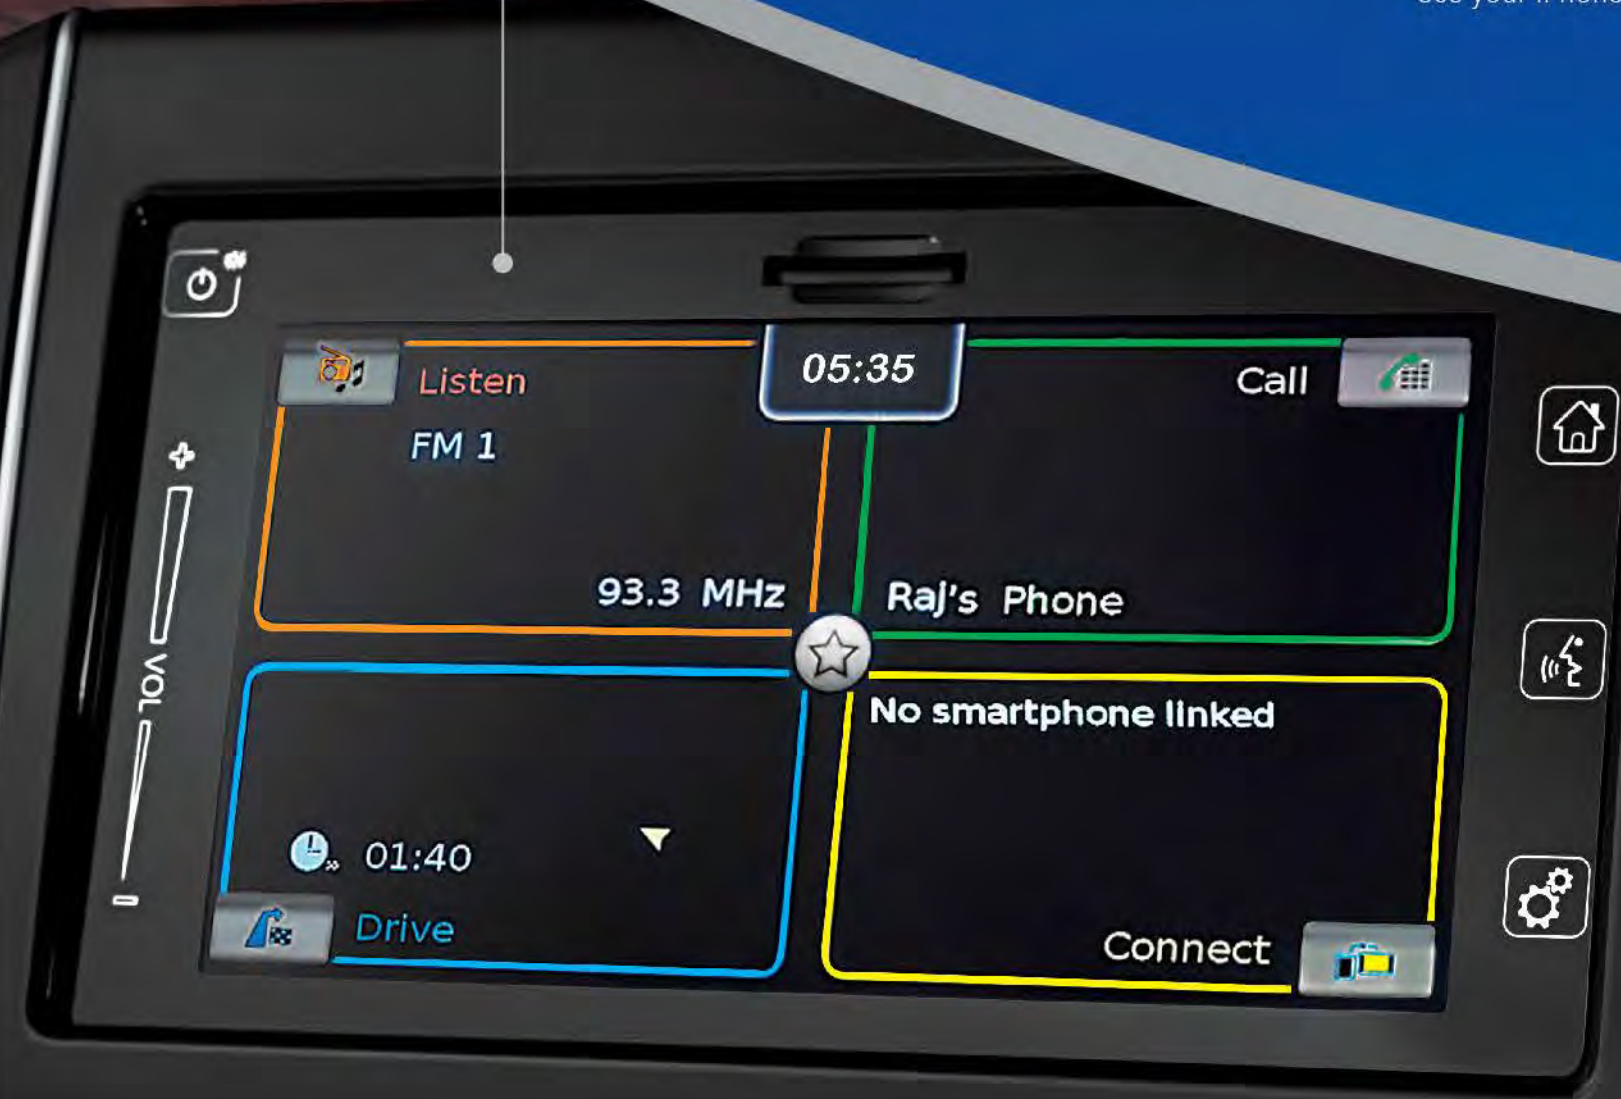 Listen
05:35
Call
FM 1
93.3 MHz
Raj's Phone
VOL
No smartphone linked
01:40
Drive
Connect